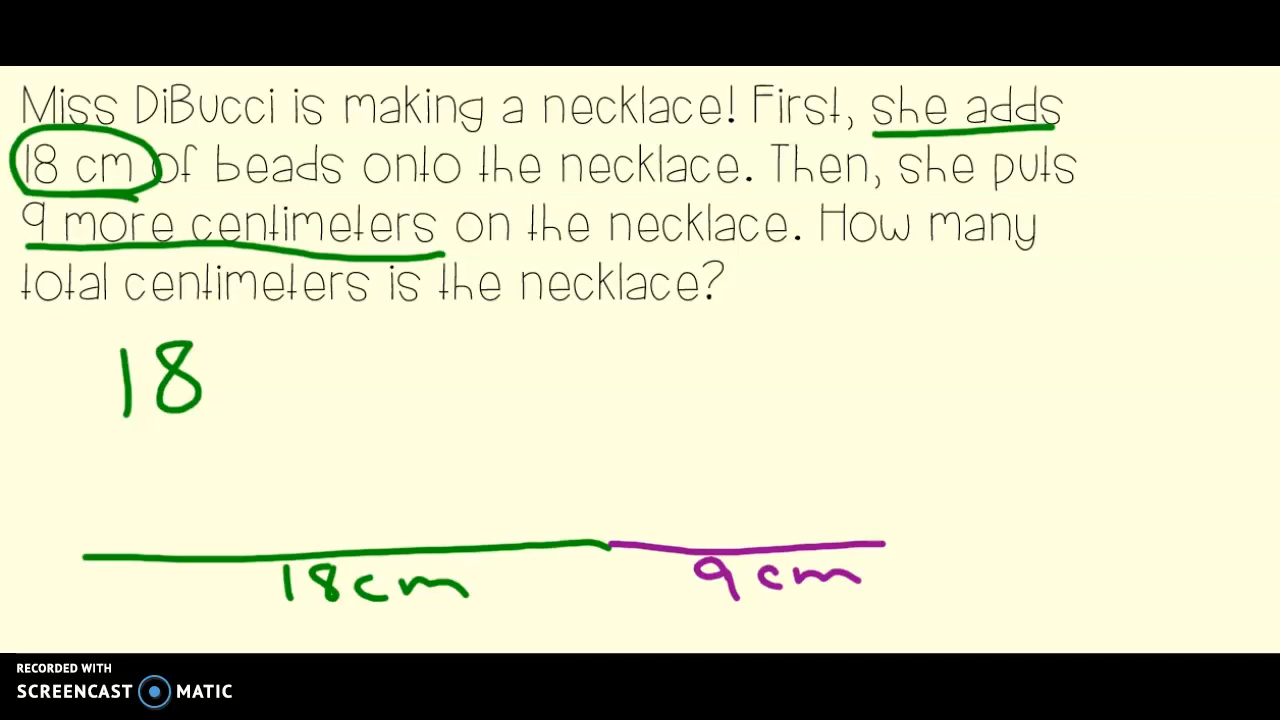 Miss DiBucci is making a necklace! First, she adds
18 cm of beads onto the necklace. Then, she puts
9 more centimeters on the necklace. How many
total centimeters is the necklace?
18
18cm 9cm
RECORDED WITH
SCREENCAST MATIC